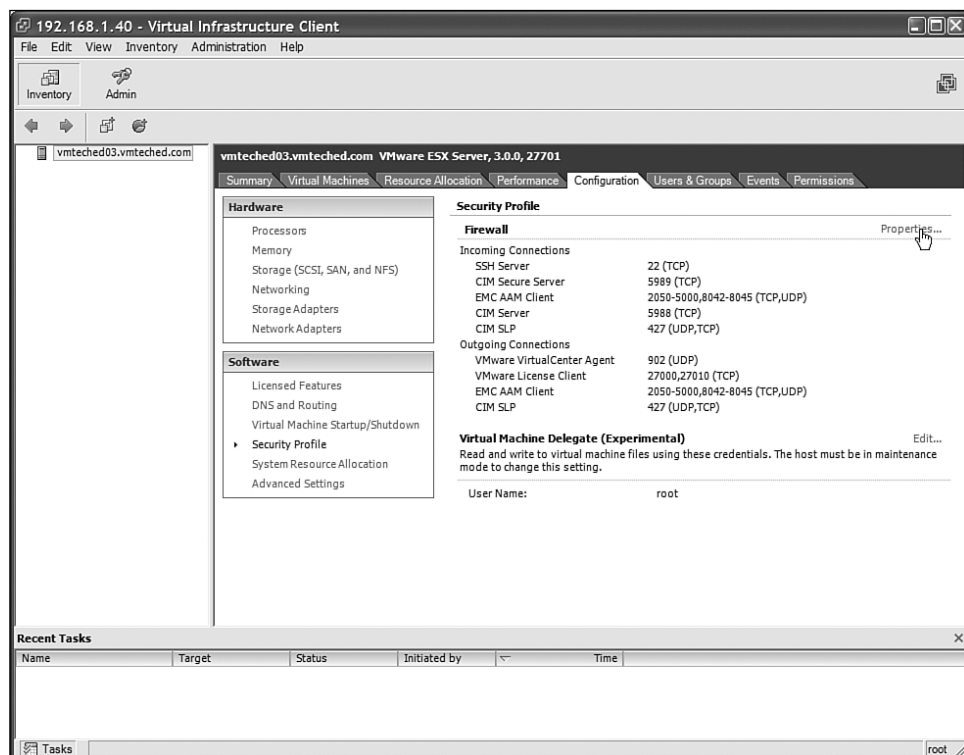 192.168.1.40 - Virtual Infrastructure Client
File Edit View Inventory Administration Help
Inventory Admin
vmteched03.vmteched.com
vmteched03.vmteched.com VMware ESX Server, 3.0.0, 27701
Summary Virtual Machines Resource Allocation Performance Configuration Users & Groups Events Permissions
Hardware
Processors
Memory
Storage (SCSI, SAN, and NFS)
Networking
Storage Adapters
Network Adapters
Software
Licensed Features
DNS and Routing
Virtual Machine Startup/Shutdown
Security Profile
System Resource Allocation
Advanced Settings
Security Profile
Firewall Properties...
Incoming Connections
SSH Server 22 (TCP)
CIM Secure Server 5989 (TCP)
EMC AAM Client 2050-5000,8042-8045 (TCP,UDP)
CIM Server 5988 (TCP)
CIM SLP 427 (UDP,TCP)
Outgoing Connections
VMware VirtualCenter Agent 902 (UDP)
VMware License Client 27000,27010 (TCP)
EMC AAM Client 2050-5000,8042-8045 (TCP,UDP)
CIM SLP 427 (UDP,TCP)
Virtual Machine Delegate (Experimental) Edit...
Read and write to virtual machine files using these credentials. The host must be in maintenance
mode to change this setting.
User Name: root
Recent Tasks
Name Target Status Initiated by Time
Tasks root